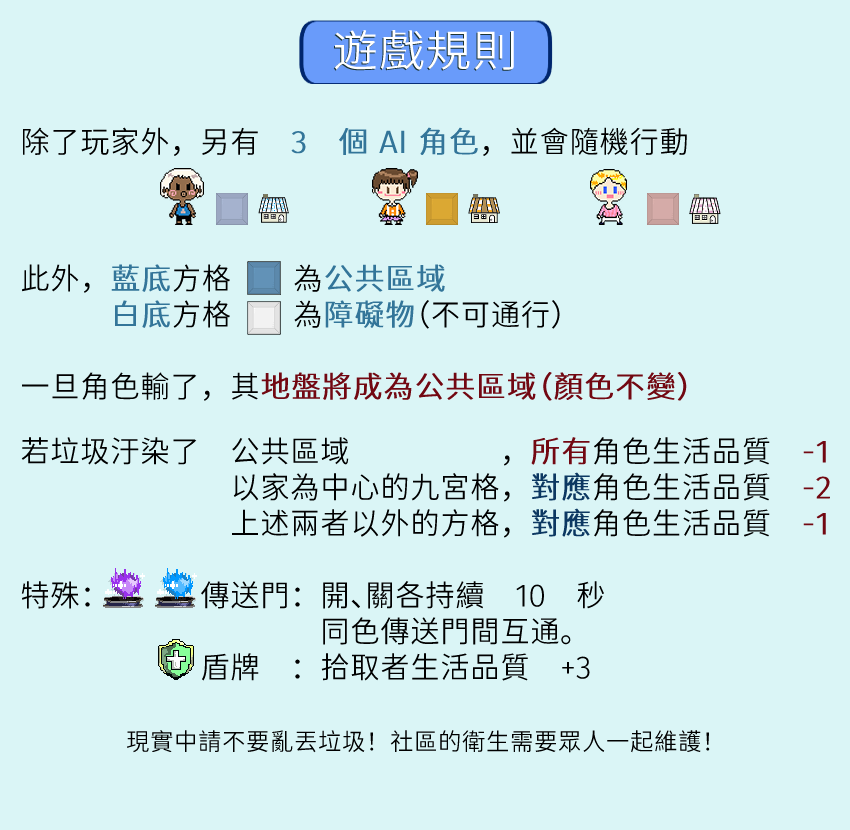 遊戲規則
除了玩家外，另有 3 個 AI 角色，並會隨機行動
此外，藍底方格 為公共區域
白底方格 為障礙物(不可通行)
一旦角色輸了，其地盤將成為公共區域(顏色不變)
若垃圾汙染了 公共區域 ，所有角色生活品質 -1
以家為中心的九宮格，對應角色生活品質 -2
上述兩者以外的方格，對應角色生活品質 -1
特殊： 傳送門： 開、關各持續 10 秒
同色傳送門間互通。
盾牌 ： 拾取者生活品質 +3
現實中請不要亂丟垃圾！社區的衛生需要眾人一起維護！